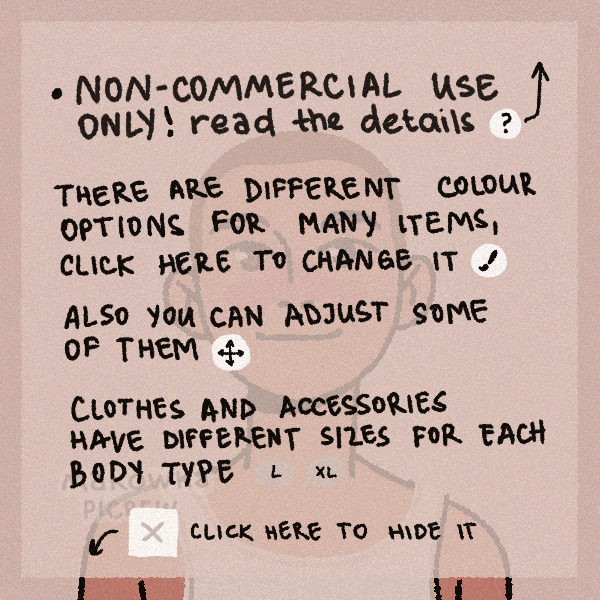 • NON-COMMERCIAL USE
ONLY! read the details ?
THERE ARE DIFFERENT COLOUR
OPTIONS FOR MANY ITEMS,
CLICK HERE TO CHANGE IT
ALSO YOU CAN ADJUST SOME
OF THEM
CLOTHES AND ACCESSORIES
HAVE DIFFERENT SIZES FOR EACH
BODY TYPE L XL
PICREW
CLICK HERE TO HIDE IT